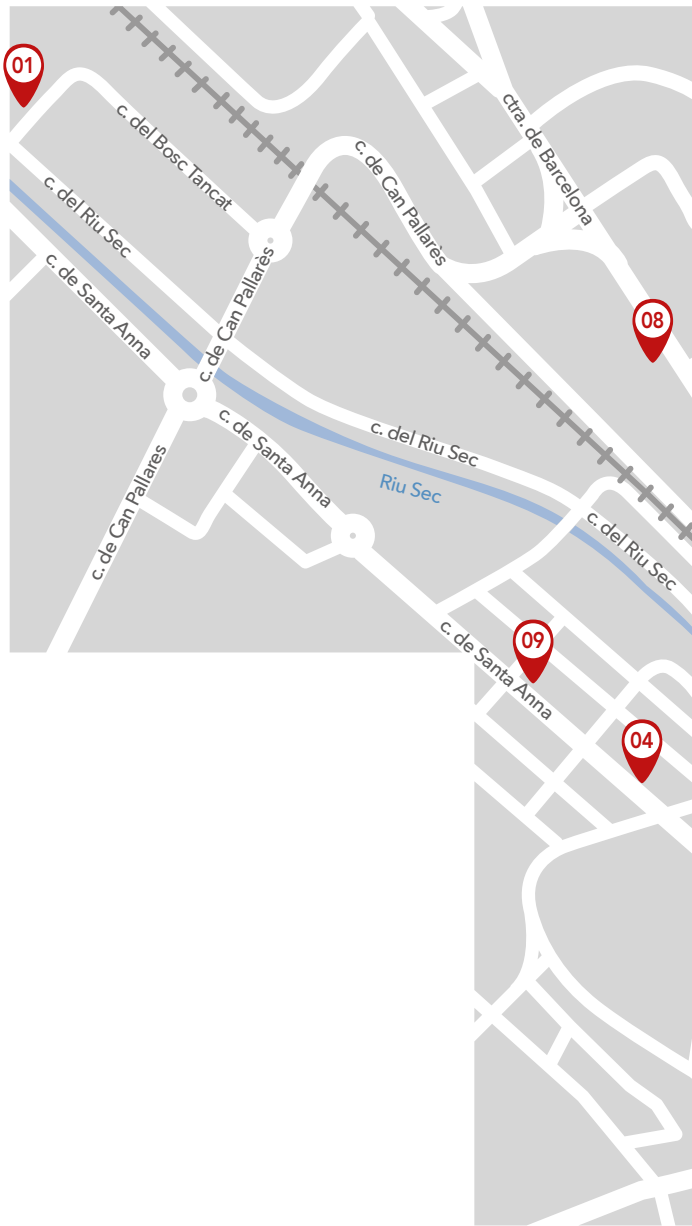 01
c. del Bosc Tancat
ctra. de Barcelona
c. de Can Pallarès
c. del Riu Sec
c. de Santa Anna
c. de Can Pallarès
08
c. de Santa Anna
c. del Riu Sec
Riu Sec
c. de Can Pallares
c. del Riu Sec
09
c. de Santa Anna
04